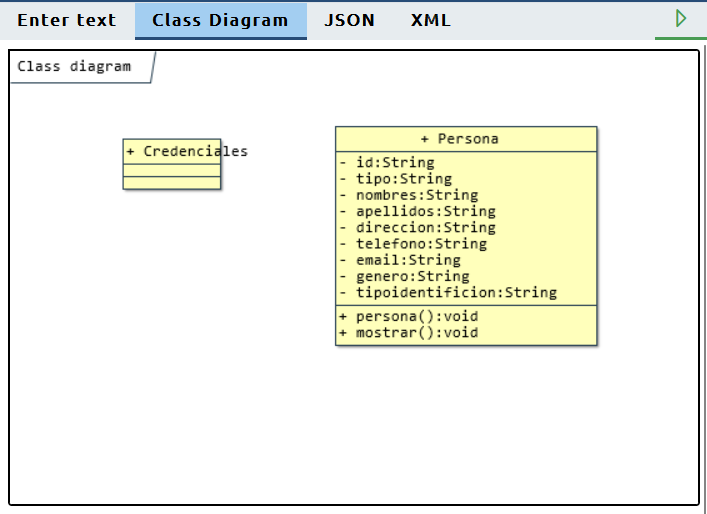 Enter text
Class Diagram
JSON
XML
Class diagram
+ Credenciales
+ Persona
- id:String
- tipo:String
- nombres:String
- apellidos:String
- direccion:String
- telefono:String
- email:String
- genero:String
- tipoidentificion:String
+ persona():void
+ mostrar():void